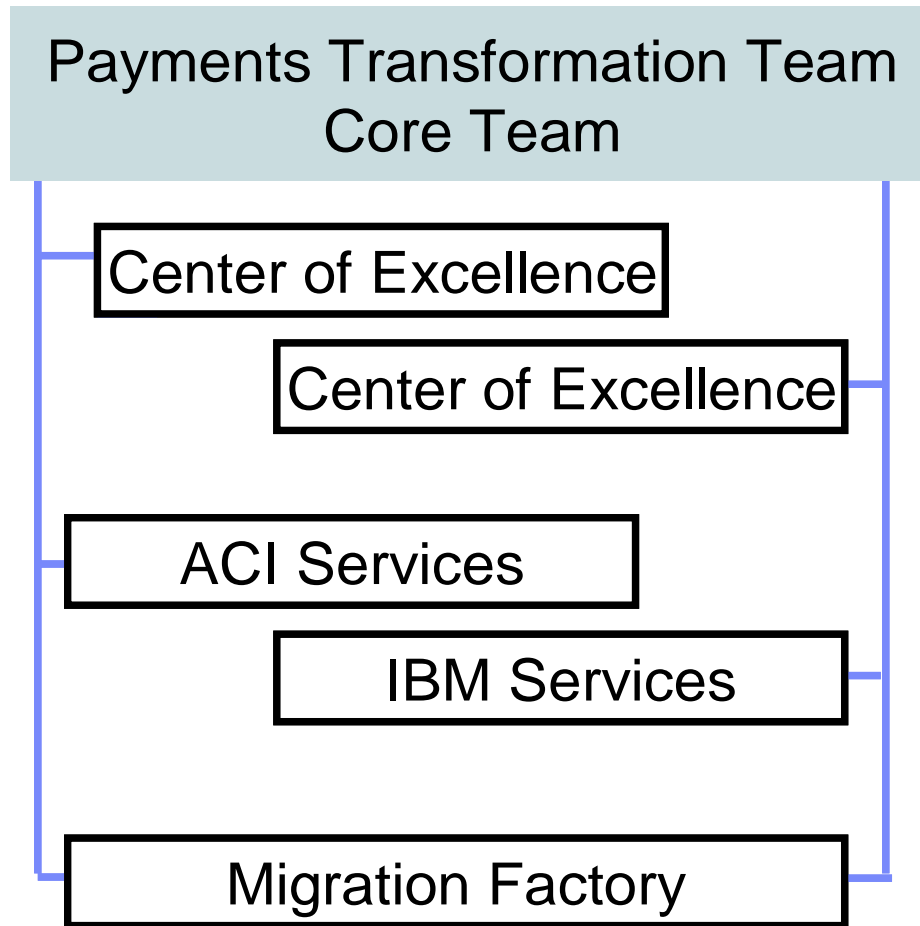 Payments Transformation Team
Core Team
Center of Excellence
Center of Excellence
ACI Services
IBM Services
Migration Factory